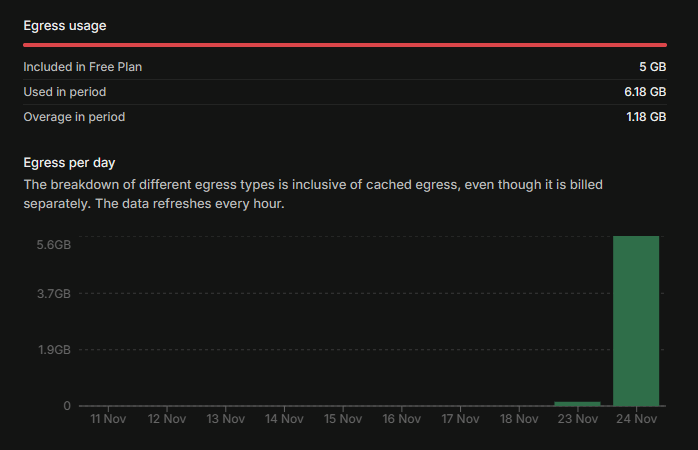 Egress usage
Included in Free Plan 5 GB
Used in period 6.18 GB
Overage in period 1.18 GB
Egress per day
The breakdown of different egress types is inclusive of cached egress, even though it is billed
separately. The data refreshes every hour.
5.6GB
3.7GB
1.9GB
0
11 Nov 12 Nov 13 Nov 14 Nov 15 Nov 16 Nov 17 Nov 18 Nov 23 Nov 24 Nov